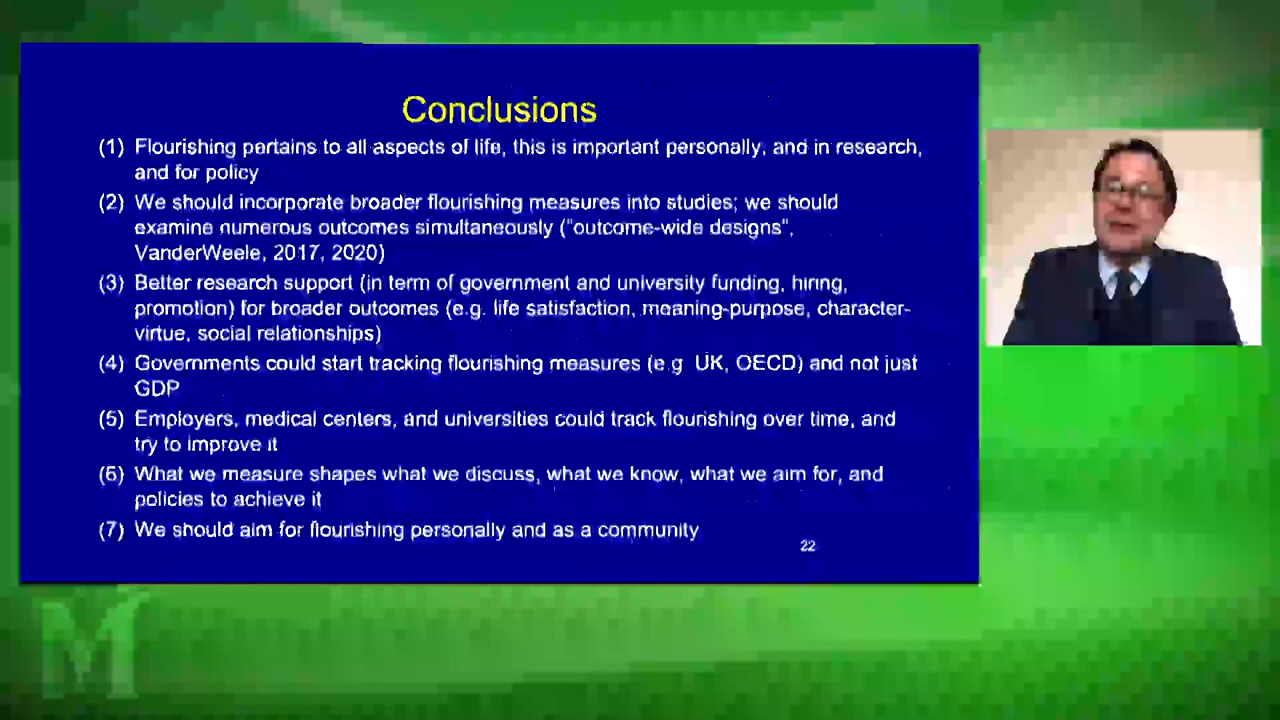 Conclusions
(1) Flourishing pertains to all aspects of life, this is important personally, and in research,
and for policy
(2) We should incorporate broader flourishing measures into studies; we should
examine numerous outcomes simultaneously ("outcome-wide designs",
VanderWeele, 2017, 2020)
(3) Better research support (in term of government and university funding, hiring,
promotion) for broader outcomes (e.g. life satisfaction, meaning-purpose, character-
virtue, social relationships)
(4) Governments could start tracking flourishing measures (e.g UK, OECD) and not just
GDP
(5) Employers, medical centers, and universities could track flourishing over time, and
try to improve it
(6) What we measure shapes what we discuss, what we know, what we aim for, and
policies to achieve it
(7) We should aim for flourishing personally and as a community
22
M